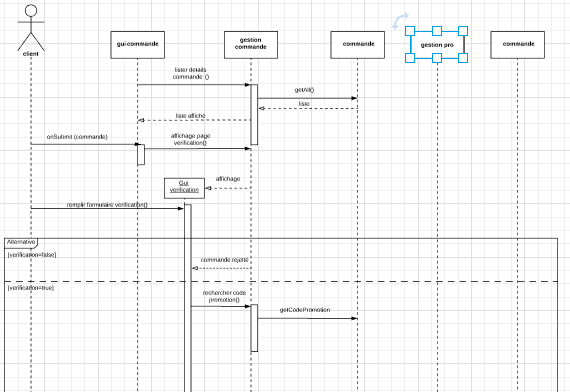 client
gui commande
gestion
commande
commande
gestion pro
commande
lister details
commande ()
getAll()
liste
liste affiché
onSubmit (commande)
affichage page
verification()
Gui
verification
affichage
remplir formulaire verification()
Alternative
[verification=false]
commande rejetté
[verification=true]
rechercher code
promotion()
getCodePromotion